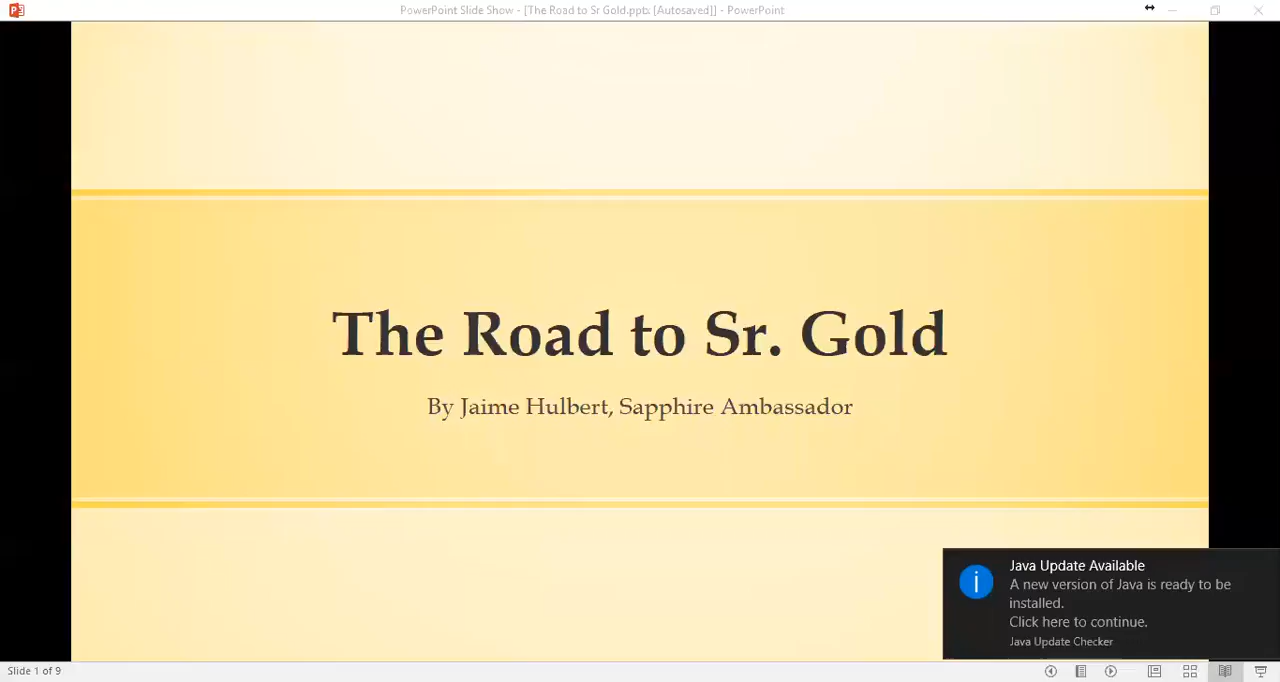 PowerPoint Slide Show - [The Road to Sr Gold.pptx [Autosaved]] - PowerPoint
The Road to Sr. Gold
By Jaime Hulbert, Sapphire Ambassador
Java Update Available
A new version of Java is ready to be
installed.
Click here to continue.
Java Update Checker
Slide 1 of 9